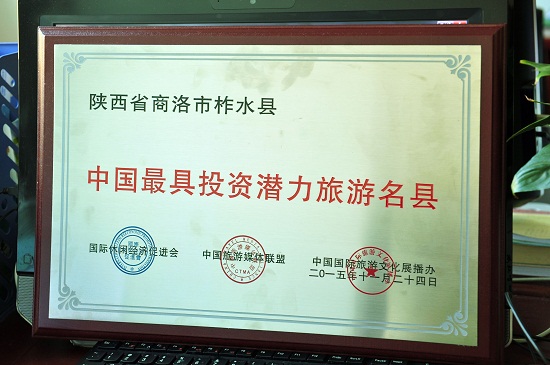 陕西省商洛市柞水县
中国最具投资潜力旅游名县
国际休闲经济促进会
中国旅游媒体联盟
CTMA
中国国际旅游文化展播办
二〇一五年十一月二十四日